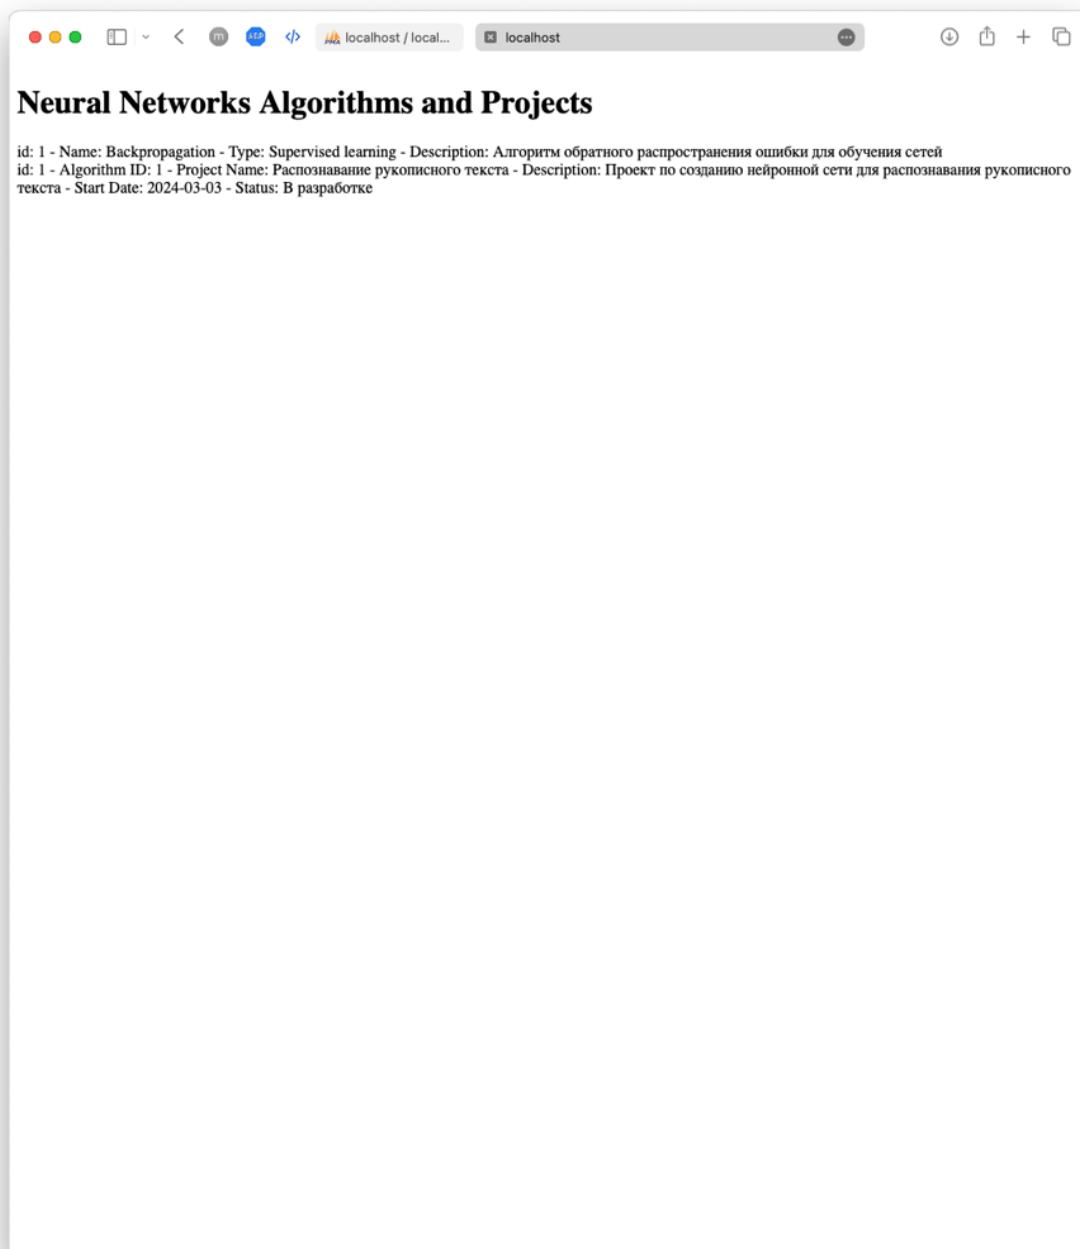 localhost / local...
localhost
Neural Networks Algorithms and Projects
id: 1 - Name: Backpropagation - Type: Supervised learning - Description: Алгоритм обратного распространения ошибки для обучения сетей
id: 1 - Algorithm ID: 1 - Project Name: Распознавание рукописного текста - Description: Проект по созданию нейронной сети для распознавания рукописного
текста - Start Date: 2024-03-03 - Status: В разработке